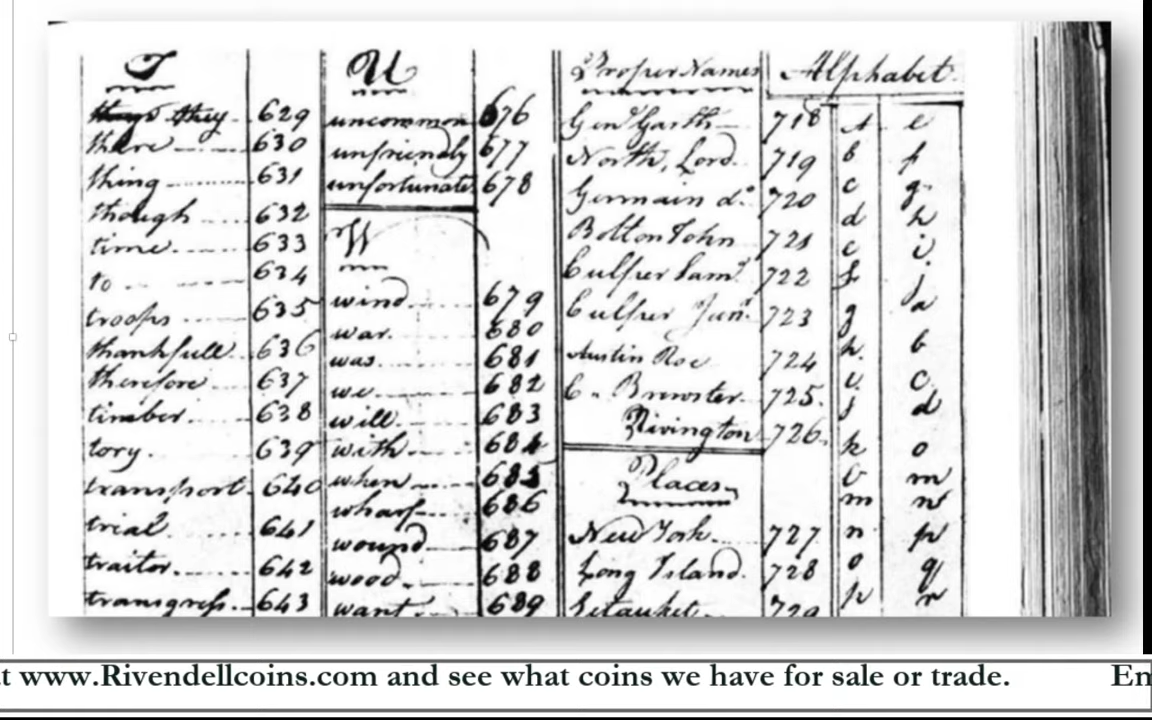 T
they 629
there 630
thing 631
though 632
time 633
to 634
troops 635
thankfull 636
therefore 637
timber 638
tory 639
transport 640
trial 641
traitor 642
transgress 643
U
uncommon 676
unfriendly 677
unfortunate 678
W
wind 679
war 680
was 681
we 682
will 683
with 684
when 685
wharf 686
wound 687
wood 688
want 689
Proper Names
Genl Garth 718
North, Lord 719
Germain do 720
Bolton John 721
Culper Saml 722
Culper Junr 723
Austin Roe 724
C. Brewster 725
Rivington 726
Places
New York 727
Long Island 728
Setauket 729
Alphabet
a e
b f
c g
d h
e i
f j
g a
h b
i c
j d
k o
l m
m n
n p
o q
p r
www.Rivendellcoins.com and see what coins we have for sale or trade.